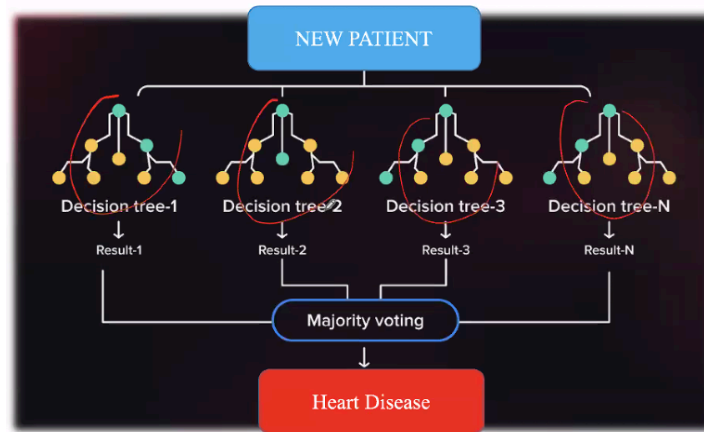 NEW PATIENT
Decision tree-1
Decision tree-2
Decision tree-3
Decision tree-N
Result-1
Result-2
Result-3
Result-N
Majority voting
Heart Disease